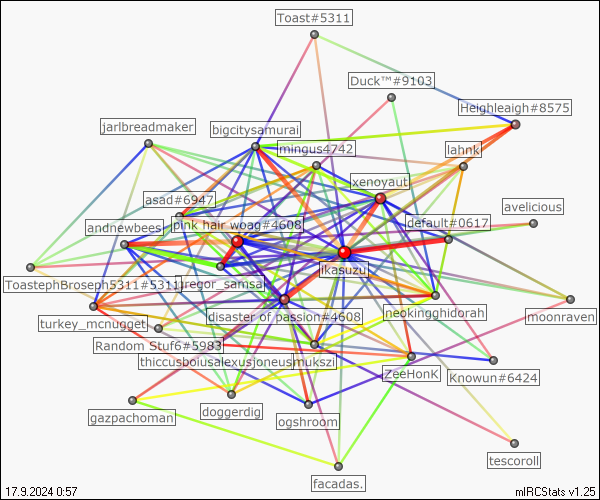 Toast#5311
Duck™#9103
Heighleaigh#8575
jarlbreadmaker
bigcitysamurai
mingus4742
lahnk
xenoyaut
asad#6947
avelicious
pink hair woag#4608
default#0617
andnewbees
ikasuzu
ToastephBroseph5311#5311
gregor_samsa
neokingghidorah
moonraven
turkey_mcnugget
disaster of passion#4608
Random Stuf6#5983
thiccusboiusalexusjoneus
mukszi
ZeeHonK
Knowun#6424
gazpachoman
doggerdig
ogshroom
tescoroll
facadas.
17.9.2024 0:57
mIRCStats v1.25